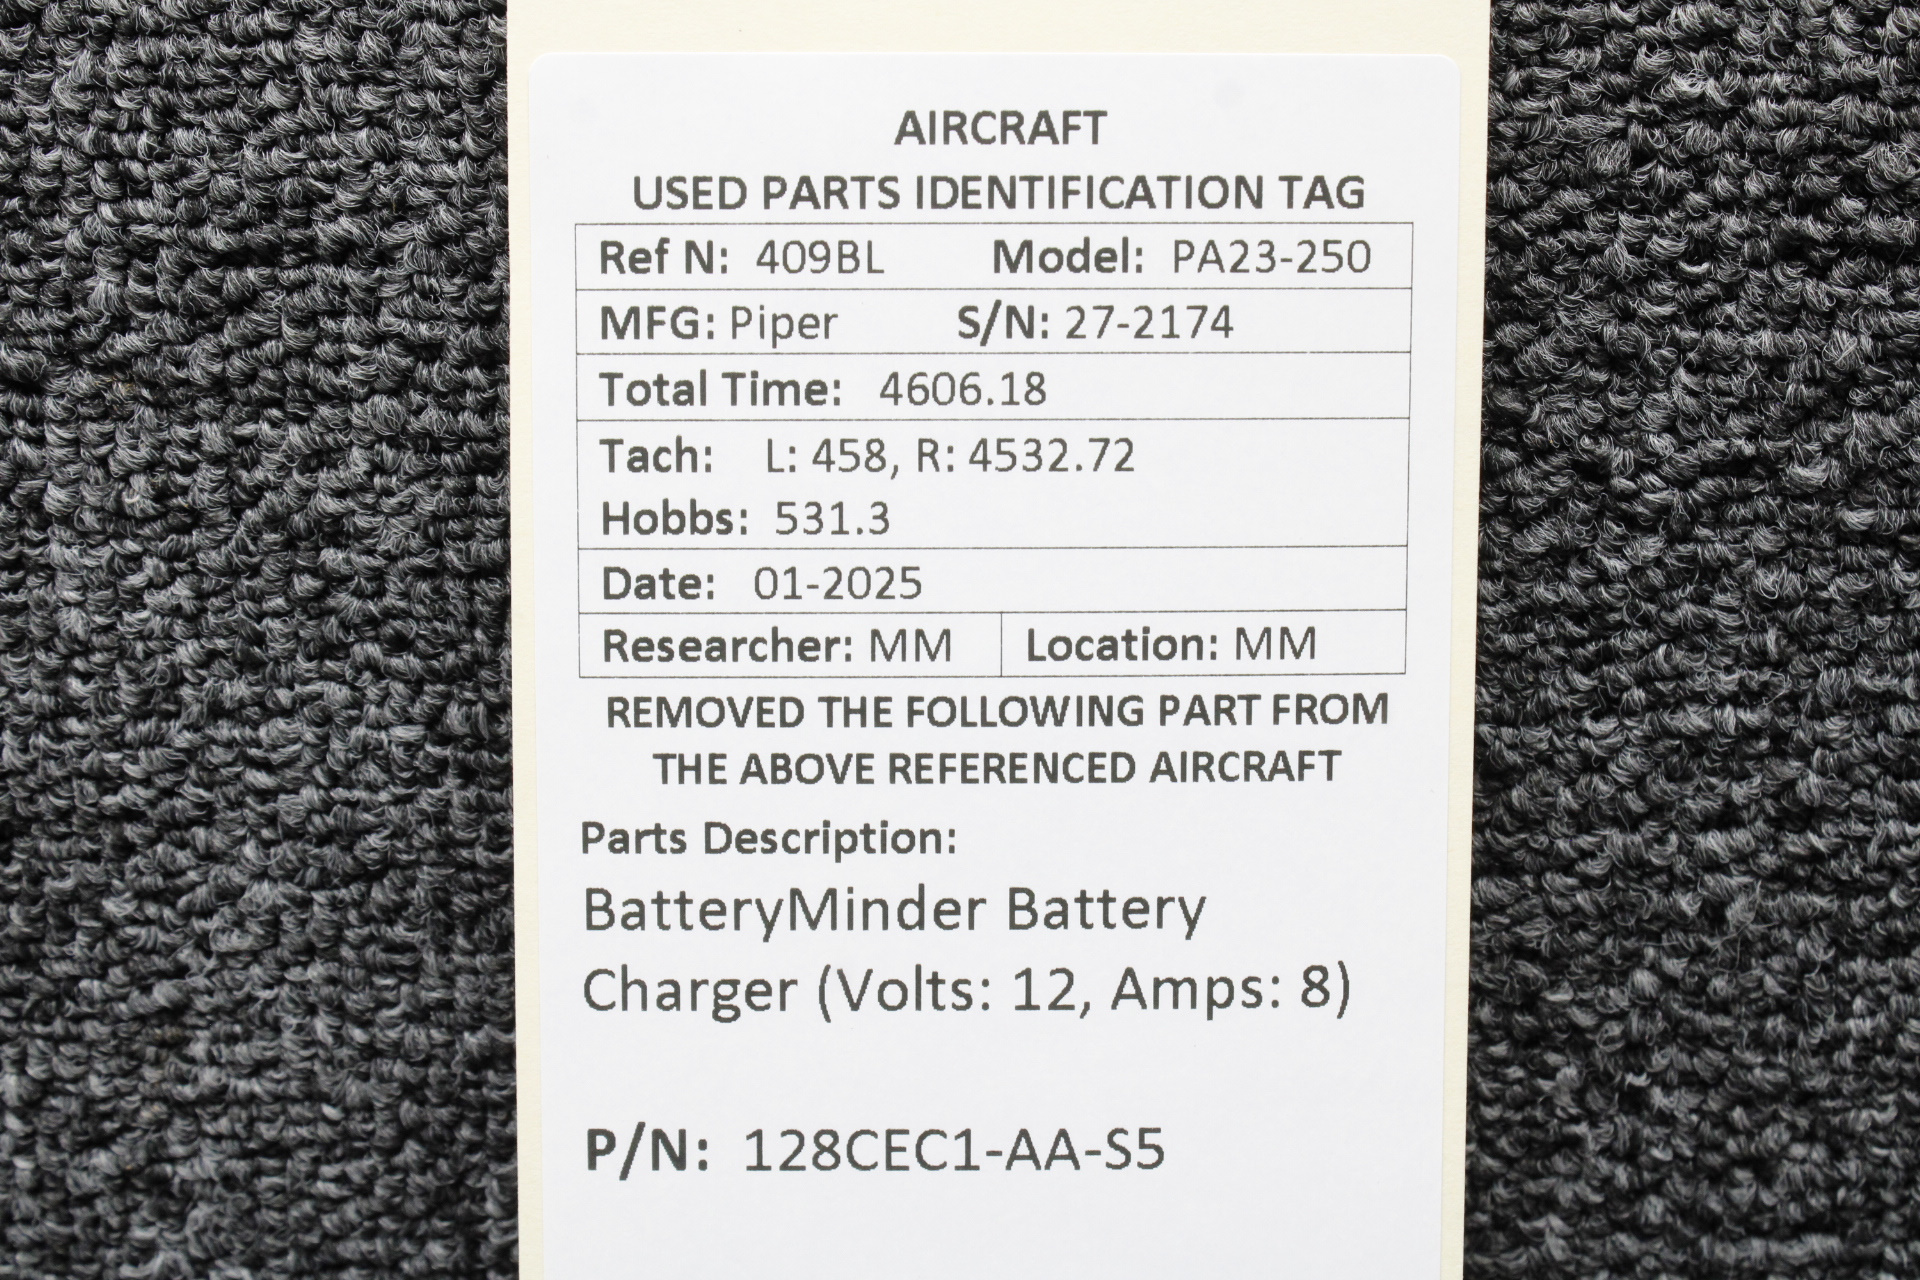 AIRCRAFT
USED PARTS IDENTIFICATION TAG
Ref N: 409BL Model: PA23-250
MFG: Piper S/N: 27-2174
Total Time: 4606.18
Tach: L: 458, R: 4532.72
Hobbs: 531.3
Date: 01-2025
Researcher: MM Location: MM
REMOVED THE FOLLOWING PART FROM
THE ABOVE REFERENCED AIRCRAFT
Parts Description:
BatteryMinder Battery
Charger (Volts: 12, Amps: 8)
P/N: 128CEC1-AA-S5